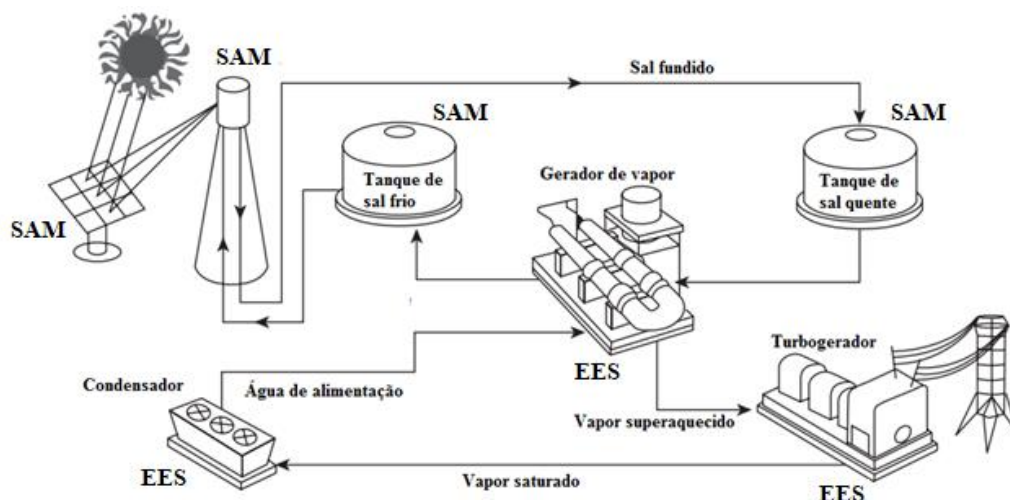 SAM
Sal fundido
SAM
SAM
Tanque de
sal frio
Gerador de vapor
Tanque de
sal quente
SAM
Turbogerador
EES
Condensador
Água de alimentação
Vapor superaquecido
EES
Vapor saturado
EES